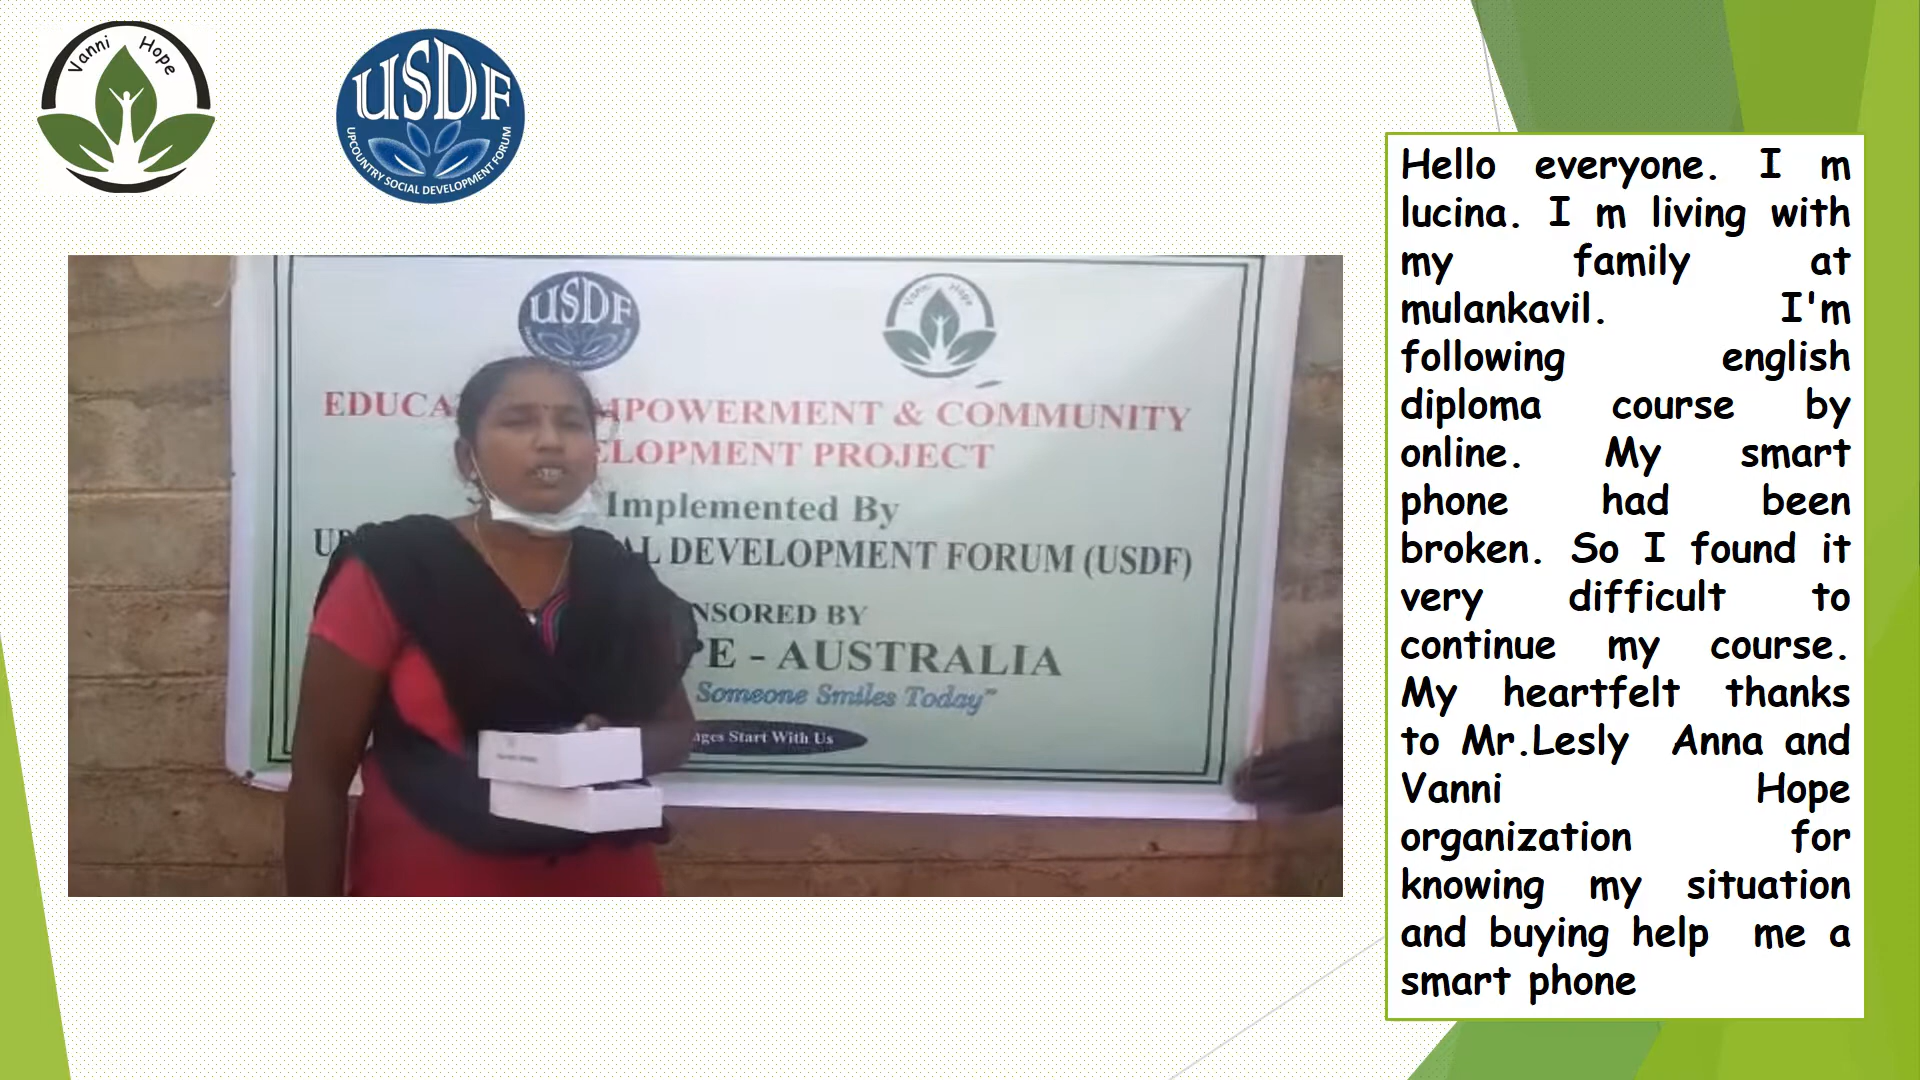 Vanni Hope
USDF
UPCOUNTRY SOCIAL DEVELOPMENT FORUM
USDF
Vanni Hope
EDUCA MPOWERMENT & COMMUNITY
ELOPMENT PROJECT
Implemented By
AL DEVELOPMENT FORUM (USDF)
NSORED BY
PE - AUSTRALIA
Someone Smiles Today"
nges Start With Us
Hello everyone. I m
lucina. I m living with
my family at
mulankavil. I'm
following english
diploma course by
online. My smart
phone had been
broken. So I found it
very difficult to
continue my course.
My heartfelt thanks
to Mr.Lesly Anna and
Vanni Hope
organization for
knowing my situation
and buying help me a
smart phone